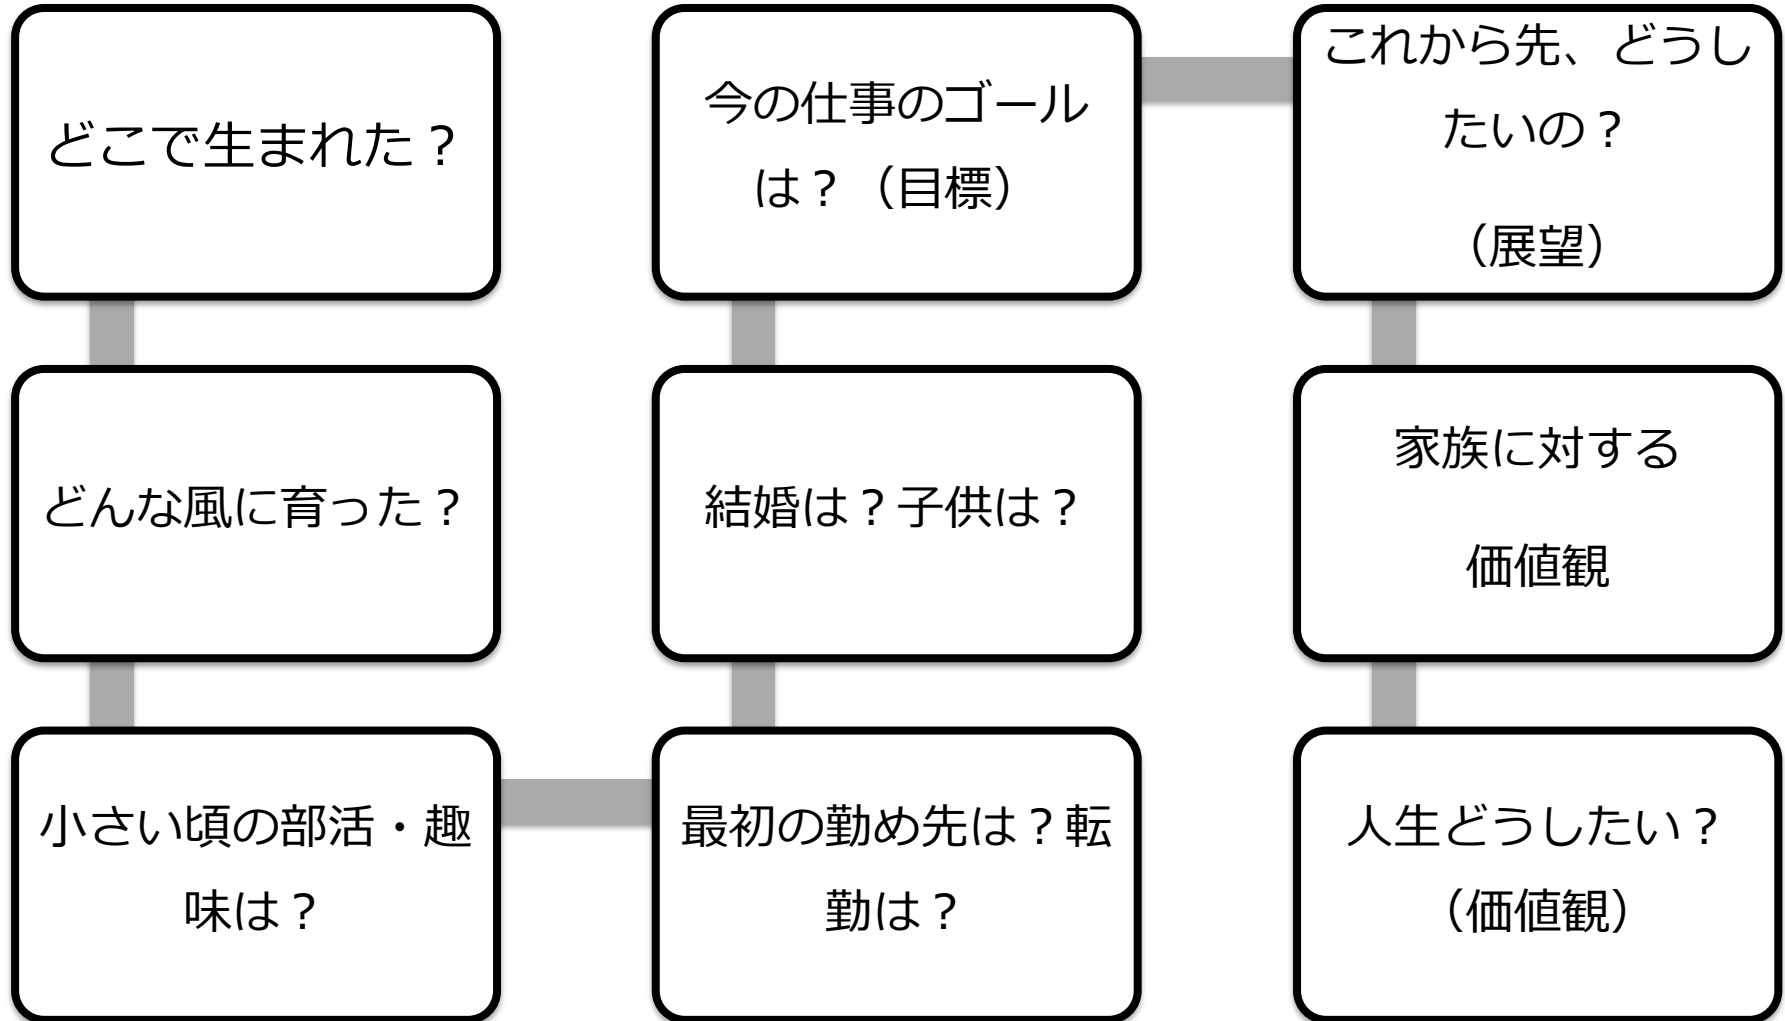 どこで生まれた？
どんな風に育った？
小さい頃の部活・趣
味は？
最初の勤め先は？転
勤は？
結婚は？子供は？
今の仕事のゴール
は？（目標）
これから先、どうし
たいの？
（展望）
家族に対する
価値観
人生どうしたい？
（価値観）